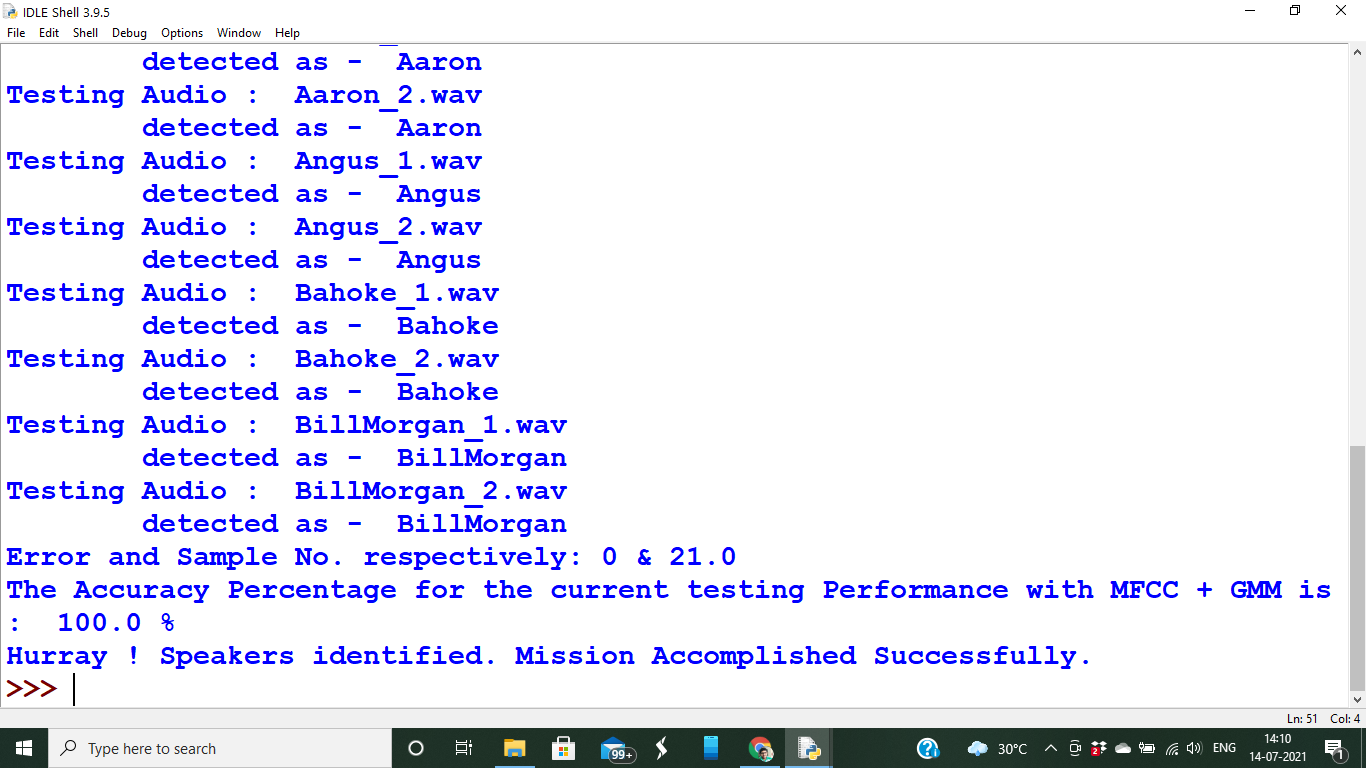 IDLE Shell 3.9.5
File Edit Shell Debug Options Window Help
detected as - Aaron
Testing Audio : Aaron_2.wav
detected as - Aaron
Testing Audio : Angus_1.wav
detected as - Angus
Testing Audio : Angus_2.wav
detected as - Angus
Testing Audio : Bahoke_1.wav
detected as - Bahoke
Testing Audio : Bahoke_2.wav
detected as - Bahoke
Testing Audio : BillMorgan_1.wav
detected as - BillMorgan
Testing Audio : BillMorgan_2.wav
detected as - BillMorgan
Error and Sample No. respectively: 0 & 21.0
The Accuracy Percentage for the current testing Performance with MFCC + GMM is
: 100.0 %
Hurray ! Speakers identified. Mission Accomplished Successfully.
>>>
Ln: 51 Col: 4
Type here to search
99+
30°C
2
ENG
14:10
14-07-2021
1